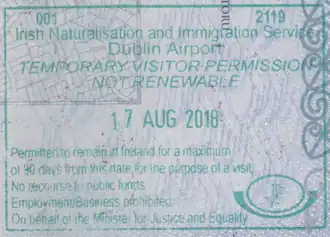 001 2119
Irish Naturalisation and Immigration Service
Dublin Airport
TEMPORARY VISITOR PERMISSION
NOT RENEWABLE
17 AUG 2018
Permitted to remain in Ireland for a maximum
of 90 days from this date for the purpose of a visit
No recourse to public funds
Employment/Business prohibited
On behalf of the Minister for Justice and Equality